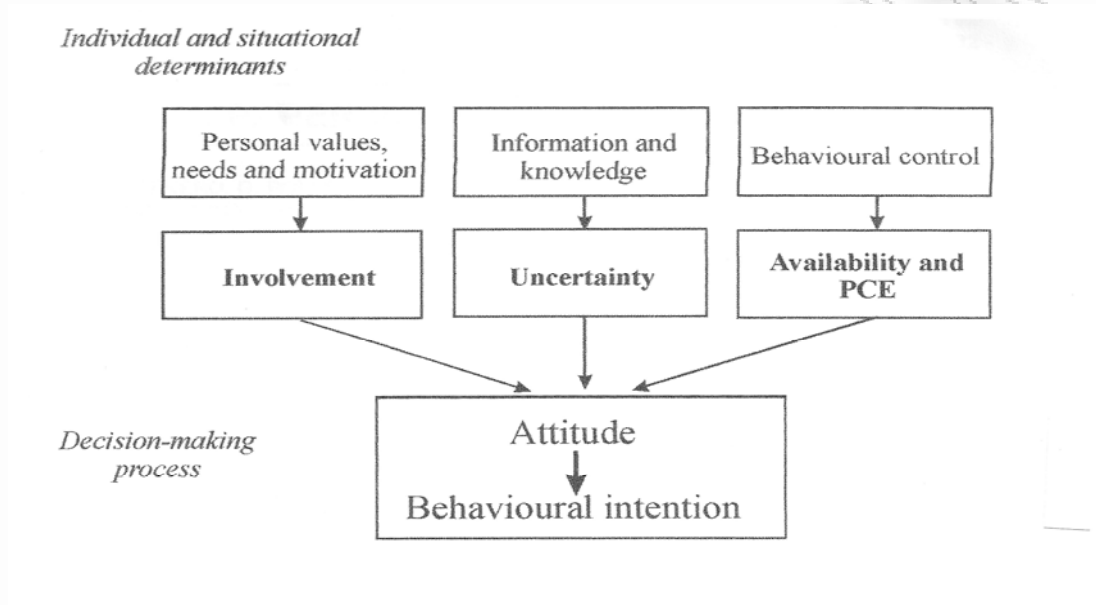 Individual and situational
determinants
Personal values,
needs and motivation
Information and
knowledge
Behavioural control
Involvement
Uncertainty
Availability and
PCE
Decision-making
process
Attitude
Behavioural intention